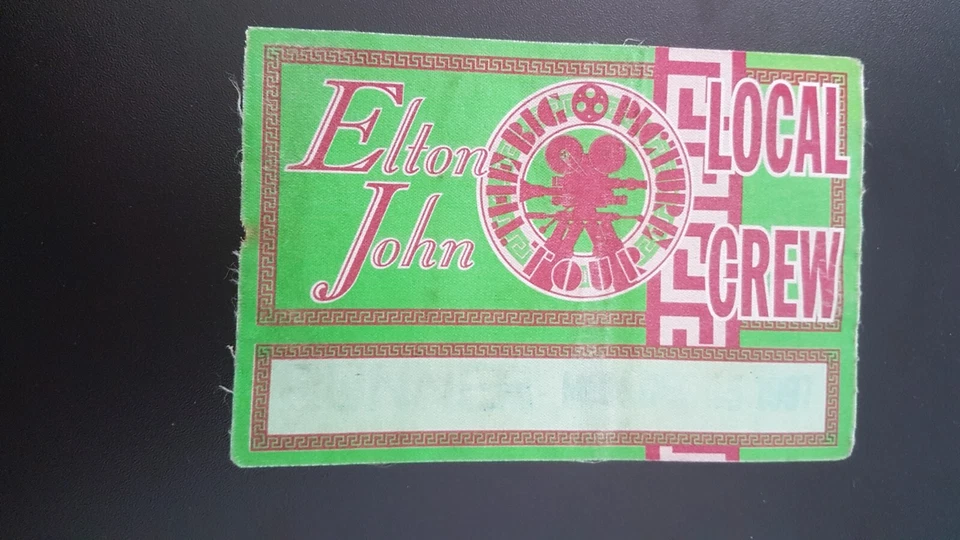 Elton
John
THE BIG PICTURE
TOUR
LOCAL
CREW